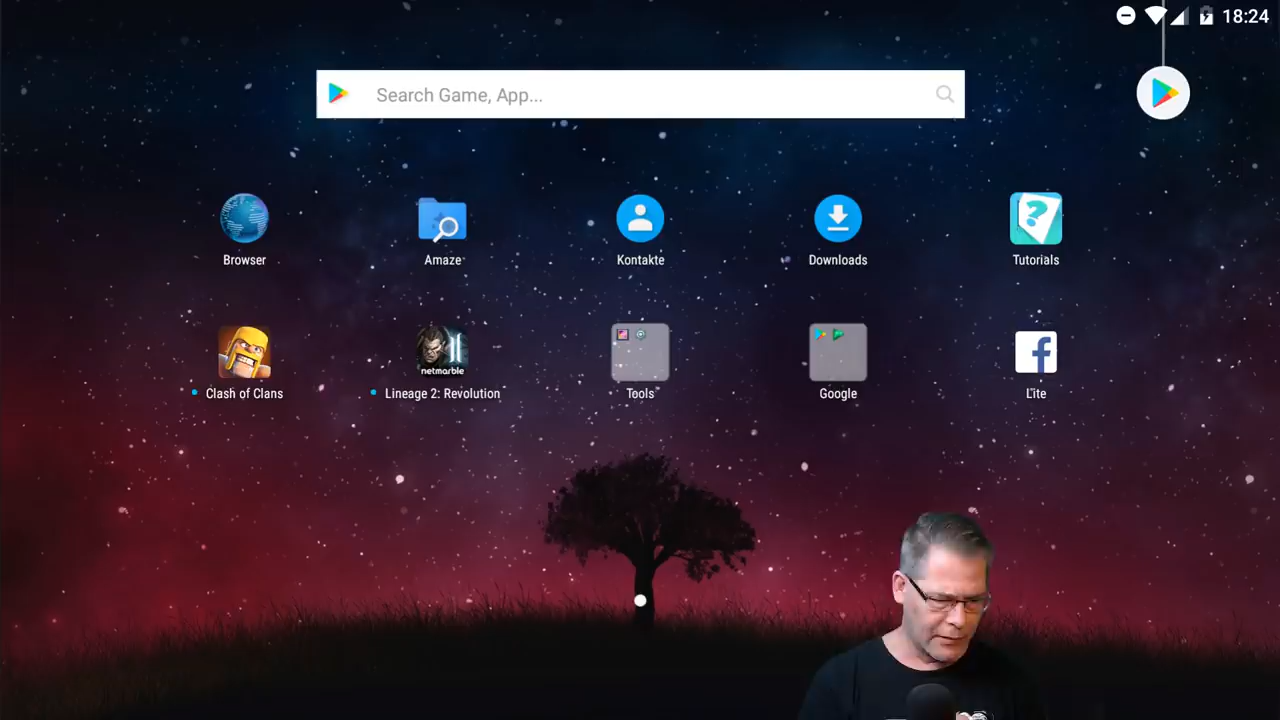 18:24
Search Game, App...
Browser
Amaze
Kontakte
Downloads
Tutorials
netmarble
Clash of Clans
Lineage 2: Revolution
Tools
Google
Lite